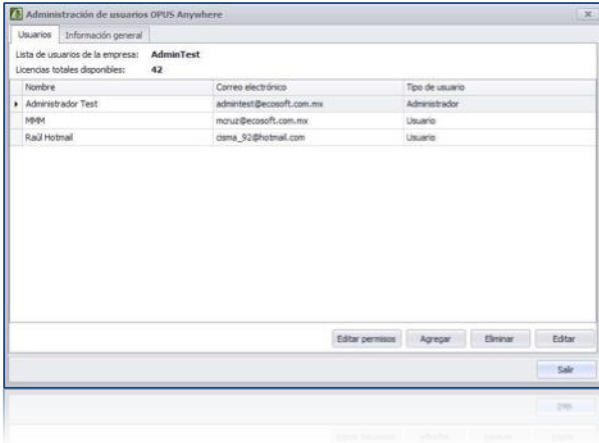 Administración de usuarios OPUS Anywhere
Usuarios Información general
Lista de usuarios de la empresa: AdminTest
Licencias totales disponibles: 42
Nombre Correo electrónico Tipo de usuario
Administrador Test admintest@ecosoft.com.mx Administrador
MMM mcruz@ecosoft.com.mx Usuario
Raúl Hotmail cisma_92@hotmail.com Usuario
Editar permisos Agregar Eliminar Editar
Salir